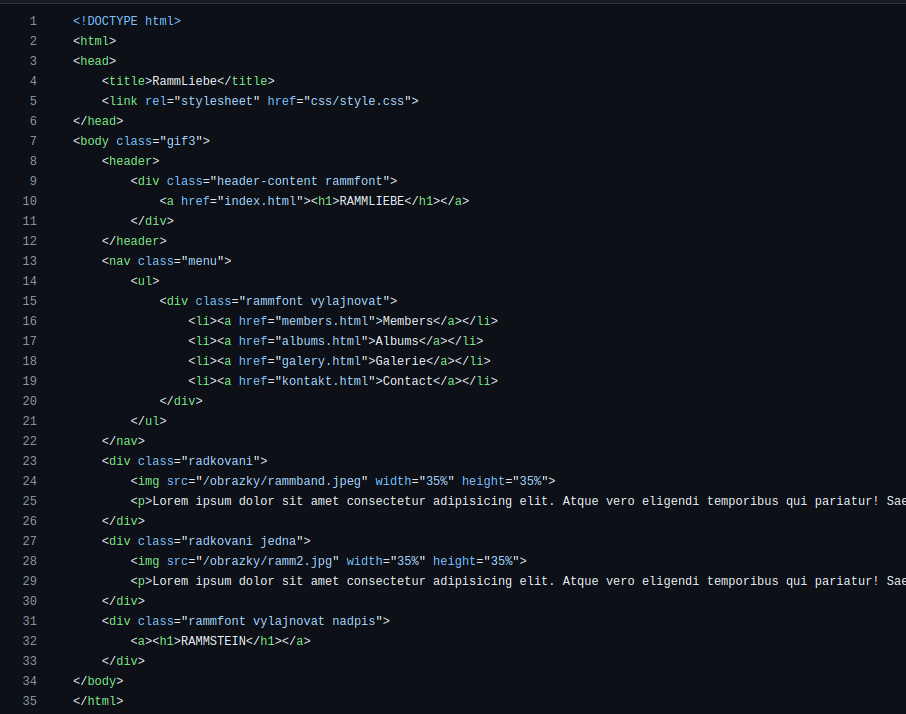 1 <!DOCTYPE html>
2 <html>
3 <head>
4     <title>RammLiebe</title>
5     <link rel="stylesheet" href="css/style.css">
6 </head>
7 <body class="gif3">
8     <header>
9         <div class="header-content rammfont">
10             <a href="index.html"><h1>RAMMLIEBE</h1></a>
11         </div>
12     </header>
13     <nav class="menu">
14         <ul>
15             <div class="rammfont vylajnovat">
16                 <li><a href="members.html">Members</a></li>
17                 <li><a href="albums.html">Albums</a></li>
18                 <li><a href="galery.html">Galerie</a></li>
19                 <li><a href="kontakt.html">Contact</a></li>
20             </div>
21         </ul>
22     </nav>
23     <div class="radkovani">
24         <img src="/obrazky/rammband.jpeg" width="35%" height="35%">
25         <p>Lorem ipsum dolor sit amet consectetur adipisicing elit. Atque vero eligendi temporibus qui pariatur! Sae
26     </div>
27     <div class="radkovani jedna">
28         <img src="/obrazky/ramm2.jpg" width="35%" height="35%">
29         <p>Lorem ipsum dolor sit amet consectetur adipisicing elit. Atque vero eligendi temporibus qui pariatur! Sae
30     </div>
31     <div class="rammfont vylajnovat nadpis">
32         <a><h1>RAMMSTEIN</h1></a>
33     </div>
34 </body>
35 </html>